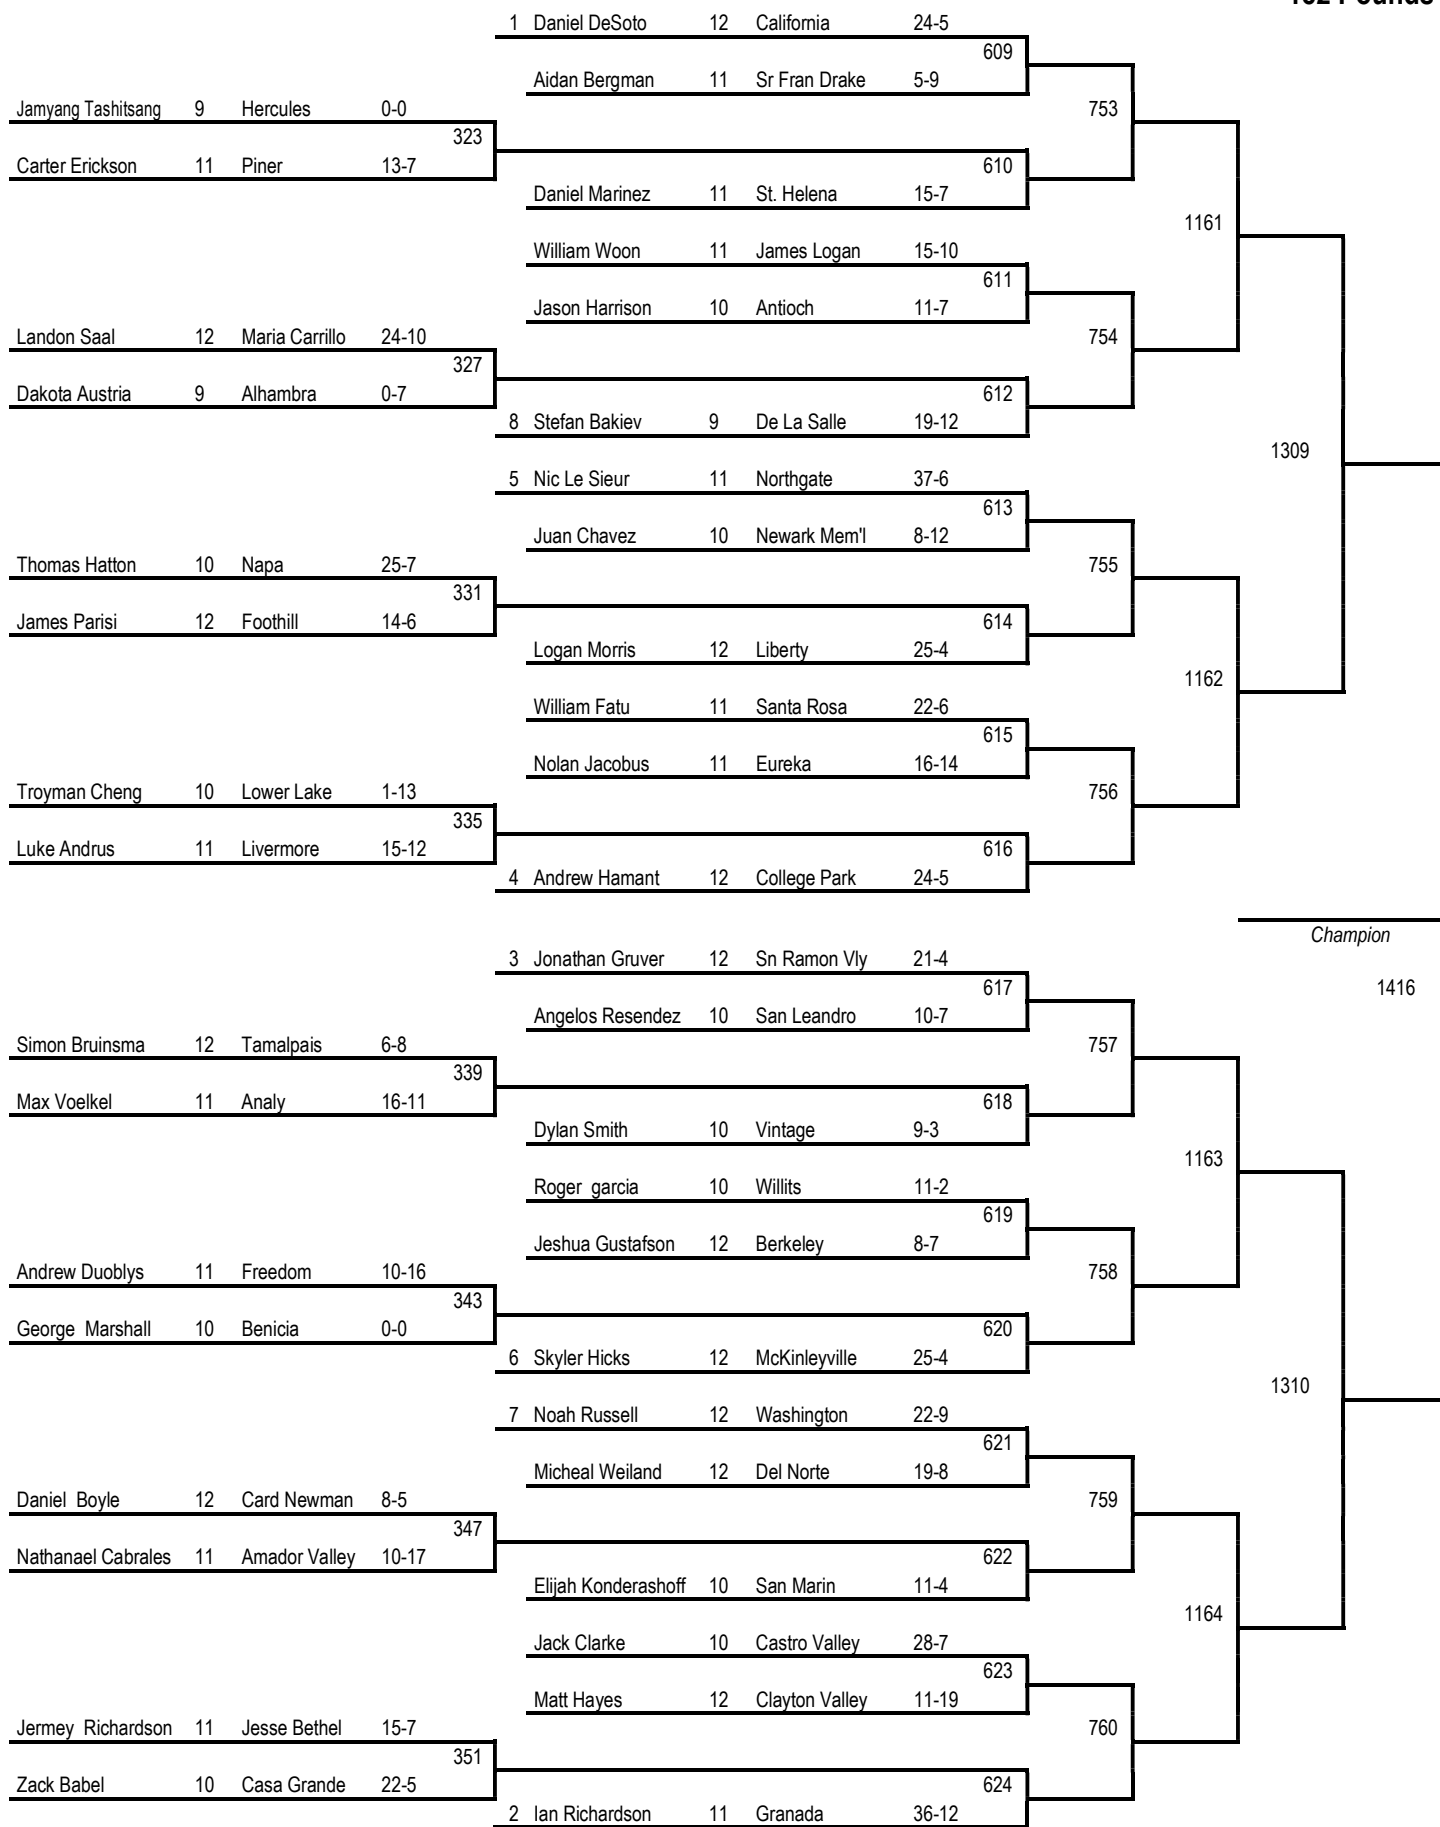 1 Daniel DeSoto 12 California 24-5
609
Aidan Bergman 11 Sr Fran Drake 5-9
Jamyang Tashitsang 9 Hercules 0-0 753
323
Carter Erickson 11 Piner 13-7 610
Daniel Marinez 11 St. Helena 15-7
1161
William Woon 11 James Logan 15-10
611
Jason Harrison 10 Antioch 11-7
Landon Saal 12 Maria Carrillo 24-10 754
327
Dakota Austria 9 Alhambra 0-7 612
8 Stefan Bakiev 9 De La Salle 19-12
1309
5 Nic Le Sieur 11 Northgate 37-6
613
Juan Chavez 10 Newark Mem'l 8-12
Thomas Hatton 10 Napa 25-7 755
331
James Parisi 12 Foothill 14-6 614
Logan Morris 12 Liberty 25-4
1162
William Fatu 11 Santa Rosa 22-6
615
Nolan Jacobus 11 Eureka 16-14
Troyman Cheng 10 Lower Lake 1-13 756
335
Luke Andrus 11 Livermore 15-12 616
4 Andrew Hamant 12 College Park 24-5
Champion
3 Jonathan Gruver 12 Sn Ramon Vly 21-4
617 1416
Angelos Resendez 10 San Leandro 10-7
Simon Bruinsma 12 Tamalpais 6-8 757
339
Max Voelkel 11 Analy 16-11 618
Dylan Smith 10 Vintage 9-3
1163
Roger garcia 10 Willits 11-2
619
Jeshua Gustafson 12 Berkeley 8-7
Andrew Duoblys 11 Freedom 10-16 758
343
George Marshall 10 Benicia 0-0 620
6 Skyler Hicks 12 McKinleyville 25-4
1310
7 Noah Russell 12 Washington 22-9
621
Micheal Weiland 12 Del Norte 19-8
Daniel Boyle 12 Card Newman 8-5 759
347
Nathanael Cabrales 11 Amador Valley 10-17 622
Elijah Konderashoff 10 San Marin 11-4
1164
Jack Clarke 10 Castro Valley 28-7
623
Matt Hayes 12 Clayton Valley 11-19
Jermey Richardson 11 Jesse Bethel 15-7 760
351
Zack Babel 10 Casa Grande 22-5 624
2 Ian Richardson 11 Granada 36-12